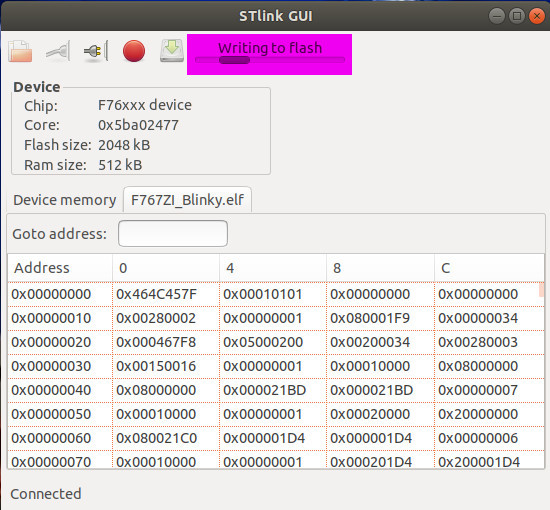 STlink GUI
Writing to flash
Device
Chip: F76xxx device
Core: 0x5ba02477
Flash size: 2048 kB
Ram size: 512 kB
Device memory F767ZI_Blinky.elf
Goto address:
Address 0 4 8 C
0x00000000 0x464C457F 0x00010101 0x00000000 0x00000000
0x00000010 0x00280002 0x00000001 0x080001F9 0x00000034
0x00000020 0x000467F8 0x05000200 0x00200034 0x00280003
0x00000030 0x00150016 0x00000001 0x00010000 0x08000000
0x00000040 0x08000000 0x000021BD 0x000021BD 0x00000007
0x00000050 0x00010000 0x00000001 0x00020000 0x20000000
0x00000060 0x080021C0 0x000001D4 0x000001D4 0x00000006
0x00000070 0x00010000 0x00000001 0x000201D4 0x200001D4
Connected